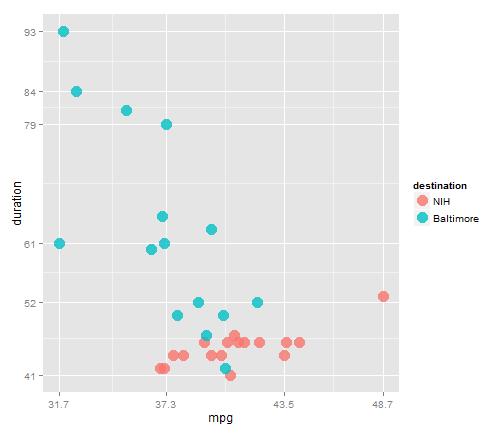 93
84
79
61
52
41
duration
31.7 37.3 43.5 48.7
mpg
destination
NIH
Baltimore